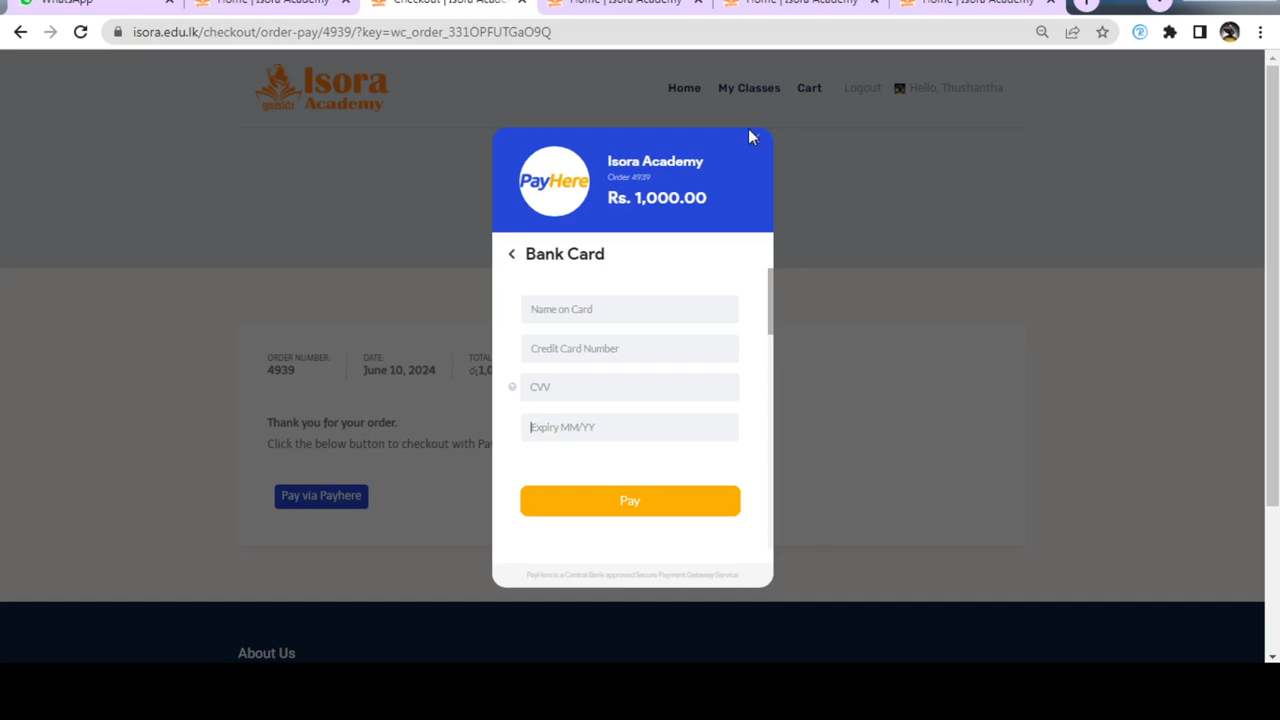 WhatsApp
Home | Isora Academy
Checkout | Isora Academ
Home | Isora Academy
Home | Isora Academy
Home | Isora Academy
isora.edu.lk/checkout/order-pay/4939/?key=wc_order_331OPFUTGaO9Q
Isora
Academy
Home
My Classes
Cart
Logout
Hello, Thushantha
PayHere
Isora Academy
Order 4939
Rs. 1,000.00
Bank Card
Name on Card
Credit Card Number
CVV
Expiry MM/YY
Pay
PayHere is a Central Bank approved Secure Payment Gateway Service
ORDER NUMBER:
4939
DATE:
June 10, 2024
TOTAL
රු1,0
Thank you for your order.
Click the below button to checkout with Pay
Pay via Payhere
About Us